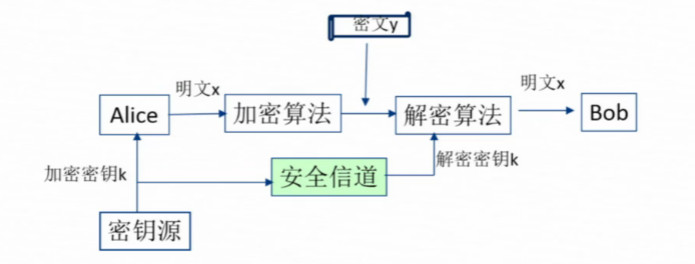 密文y
明文x
明文x
Alice
加密算法
解密算法
Bob
加密密钥k
安全信道
解密密钥k
密钥源